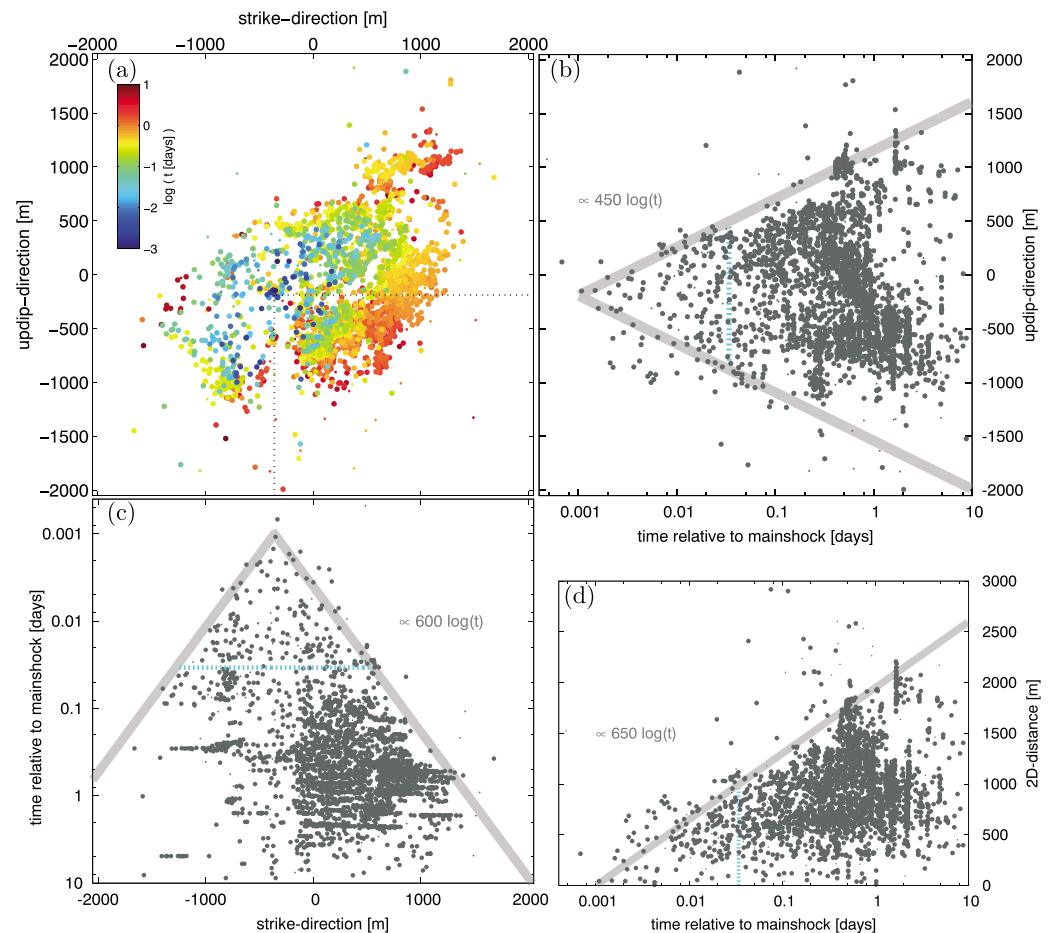 strike−direction [m]
−2000 −1000 0 1000 2000
(a)
2000
1500
1000
500
0
−500
−1000
−1500
−2000
updip−direction [m]
1
0
−1
−2
−3
log ( t [days] )
(b)
∝ 450 log(t)
2000
1500
1000
500
0
−500
−1000
−1500
−2000
updip−direction [m]
0.001 0.01 0.1 1 10
time relative to mainshock [days]
(c)
∝ 600 log(t)
0.001
0.01
0.1
1
10
time relative to mainshock [days]
-2000 -1000 0 1000 2000
strike-direction [m]
(d)
∝ 650 log(t)
3000
2500
2000
1500
1000
500
0
2D-distance [m]
0.001 0.01 0.1 1 10
time relative to mainshock [days]